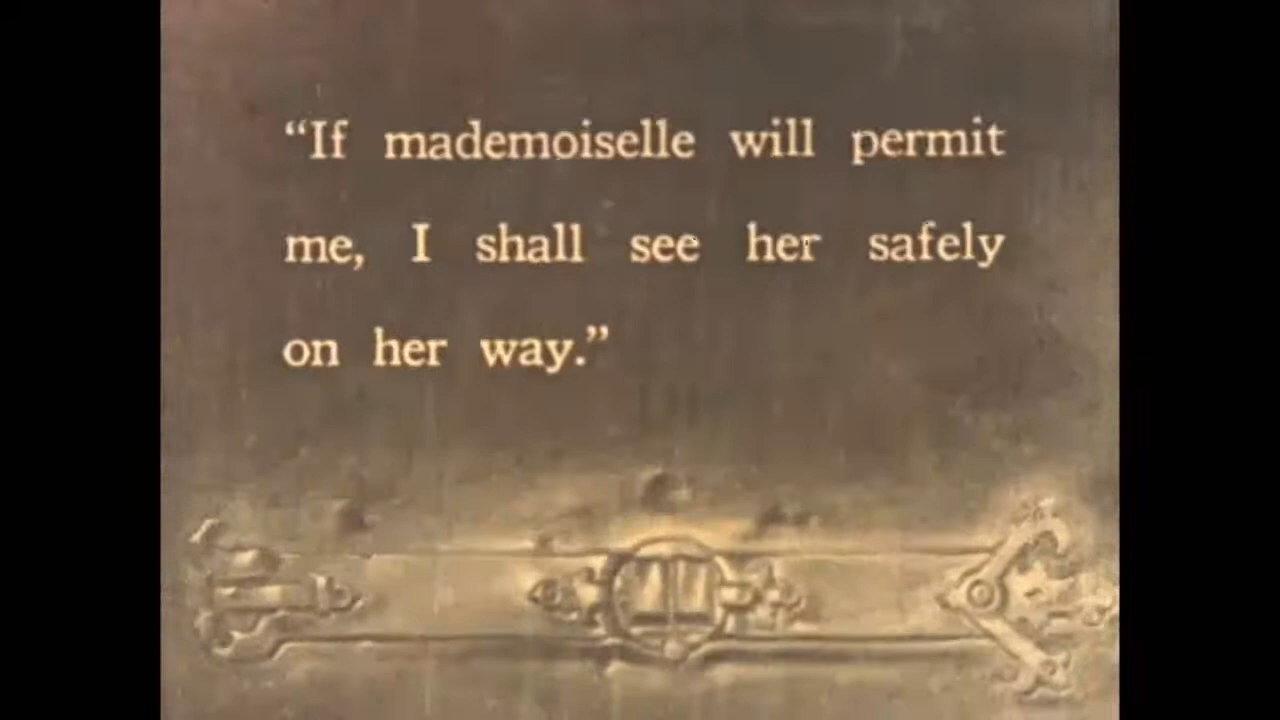 “If mademoiselle will permit
me, I shall see her safely
on her way.”